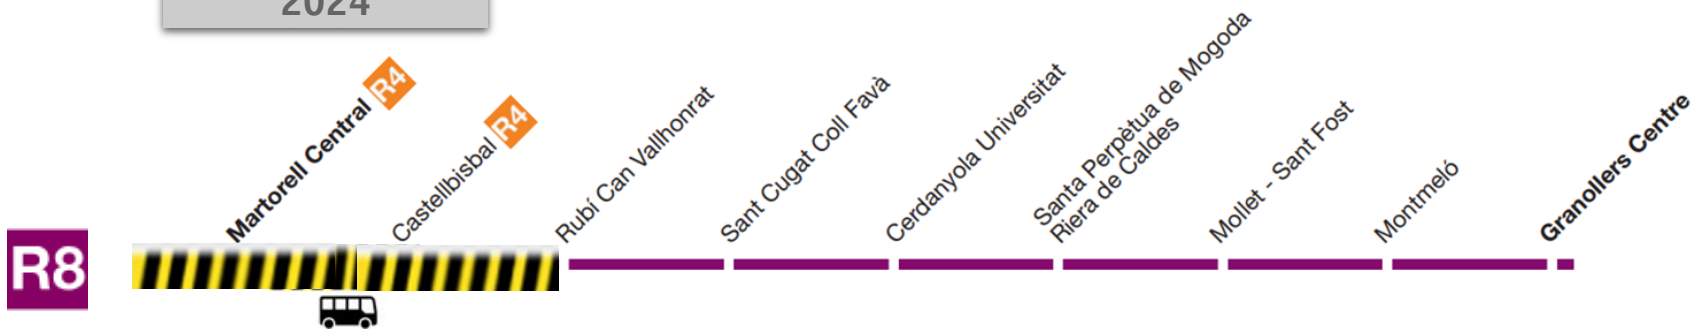 2024
Martorell Central R4
Castellbisbal R4
Rubí Can Vallhonrat
Sant Cugat Coll Favà
Cerdanyola Universitat
Santa Perpètua de Mogoda
Riera de Caldes
Mollet - Sant Fost
Montmeló
Granollers Centre
R8